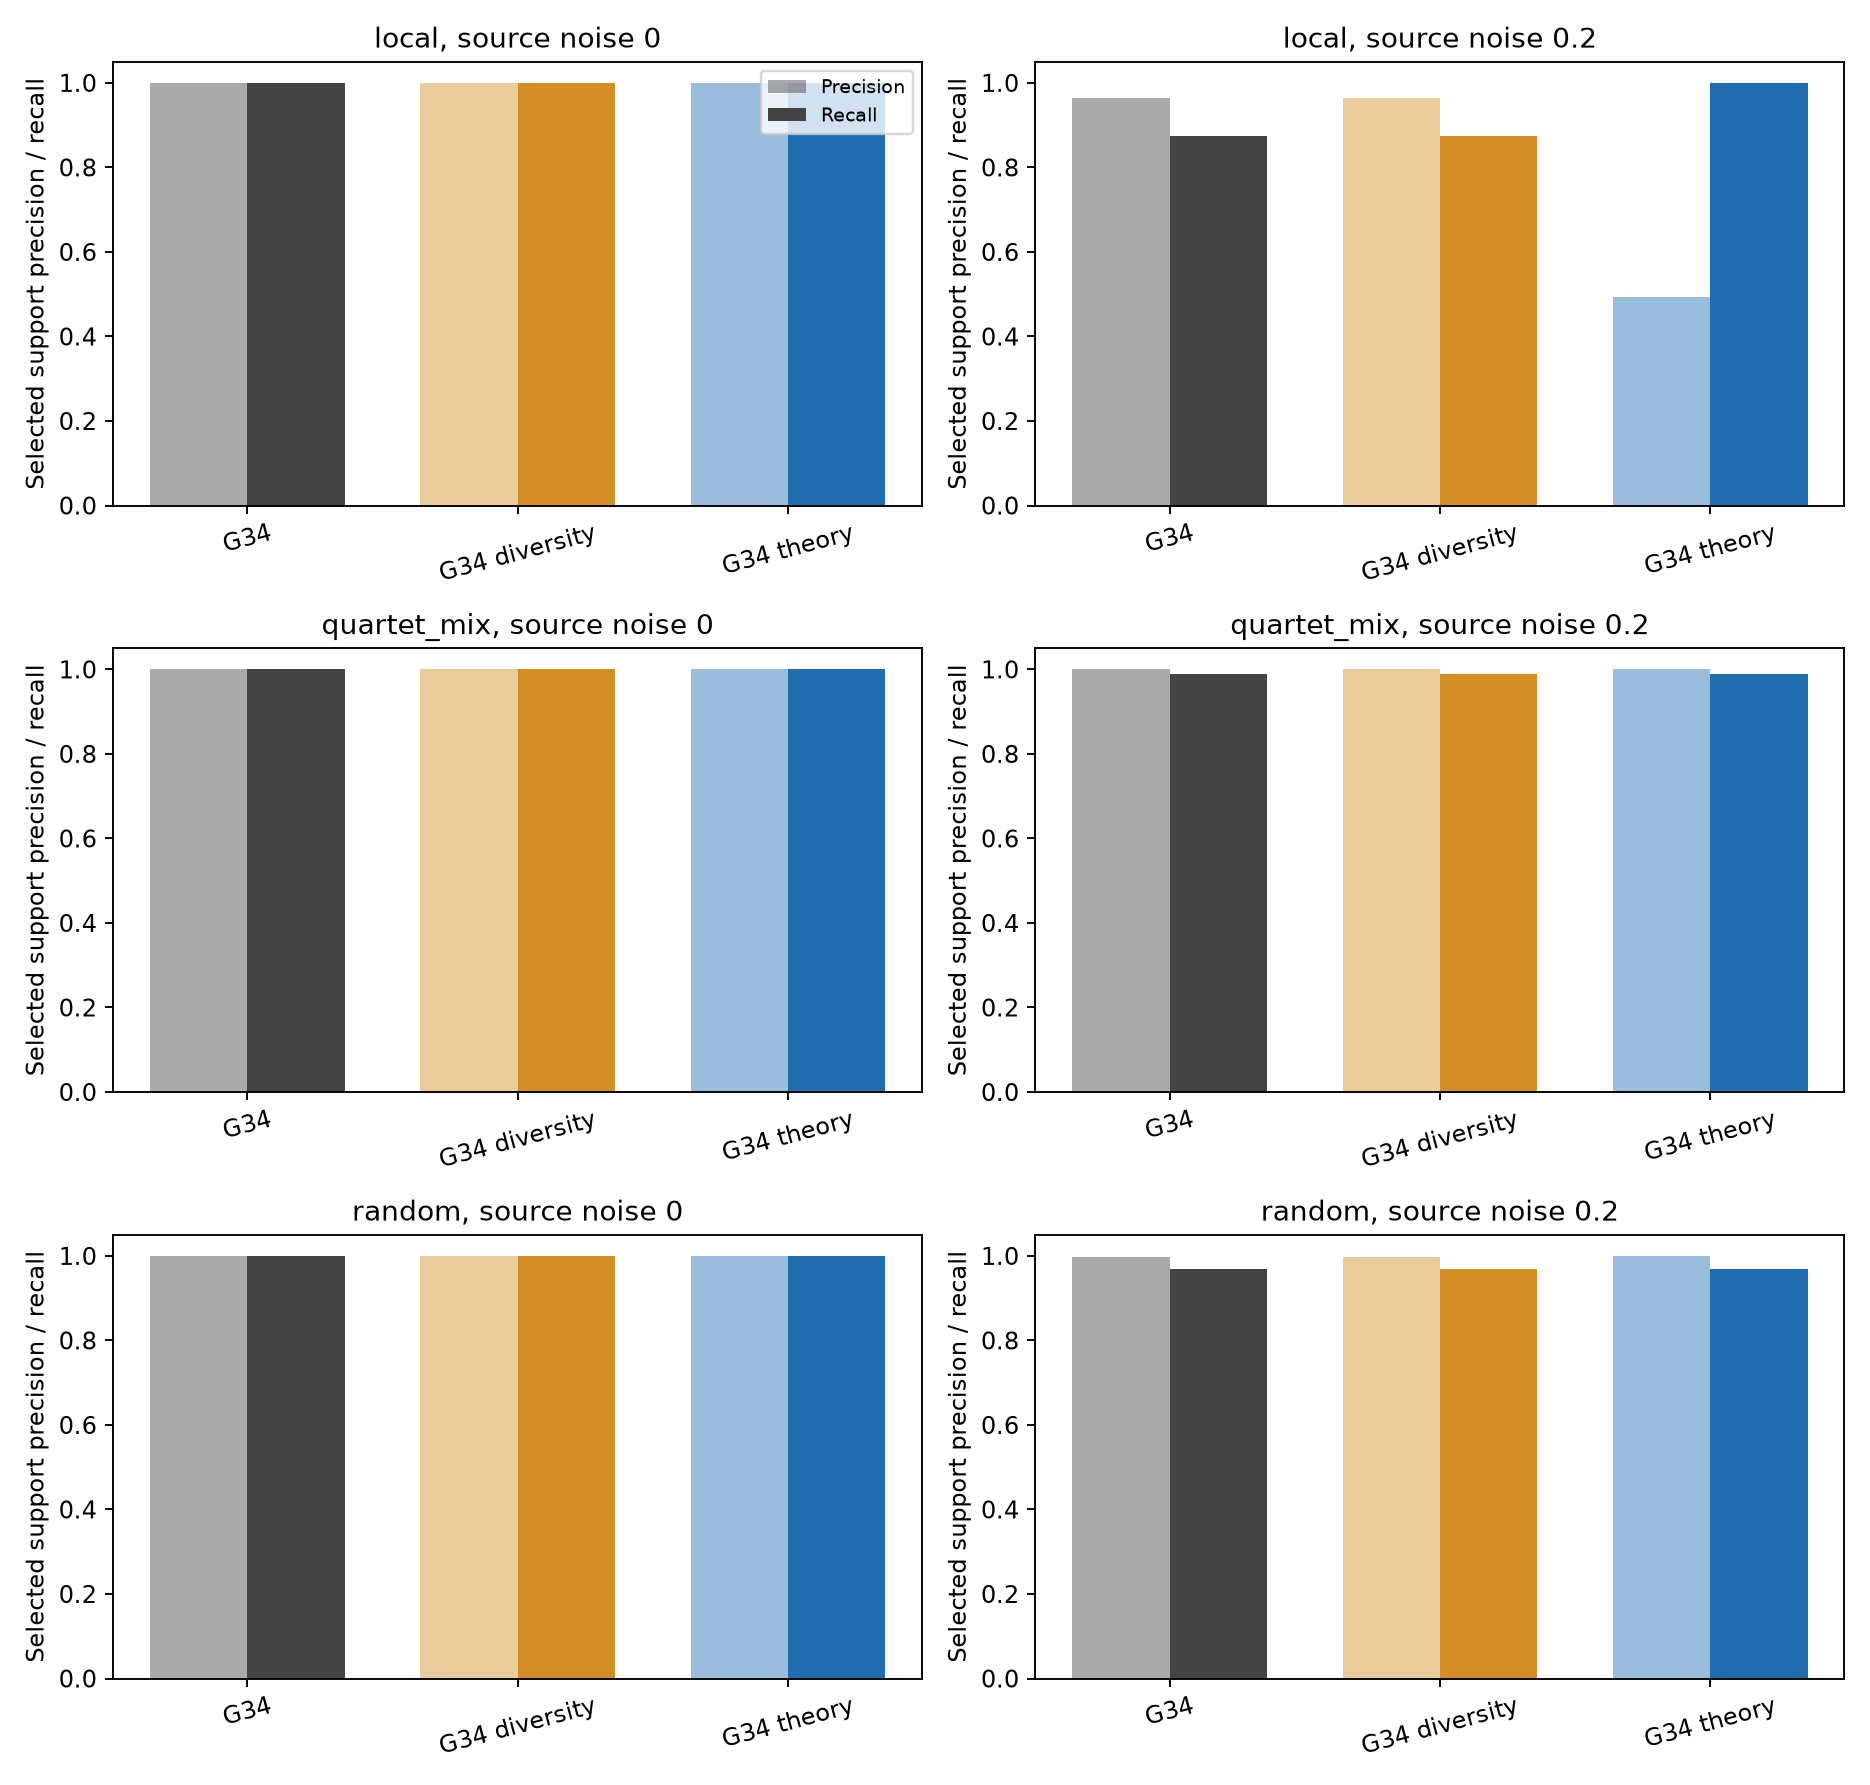 local, source noise 0
Selected support precision / recall
1.0
0.8
0.6
0.4
0.2
0.0
Precision
Recall
G34
G34 diversity
G34 theory
local, source noise 0.2
Selected support precision / recall
1.0
0.8
0.6
0.4
0.2
0.0
G34
G34 diversity
G34 theory
quartet_mix, source noise 0
Selected support precision / recall
1.0
0.8
0.6
0.4
0.2
0.0
G34
G34 diversity
G34 theory
quartet_mix, source noise 0.2
Selected support precision / recall
1.0
0.8
0.6
0.4
0.2
0.0
G34
G34 diversity
G34 theory
random, source noise 0
Selected support precision / recall
1.0
0.8
0.6
0.4
0.2
0.0
G34
G34 diversity
G34 theory
random, source noise 0.2
Selected support precision / recall
1.0
0.8
0.6
0.4
0.2
0.0
G34
G34 diversity
G34 theory